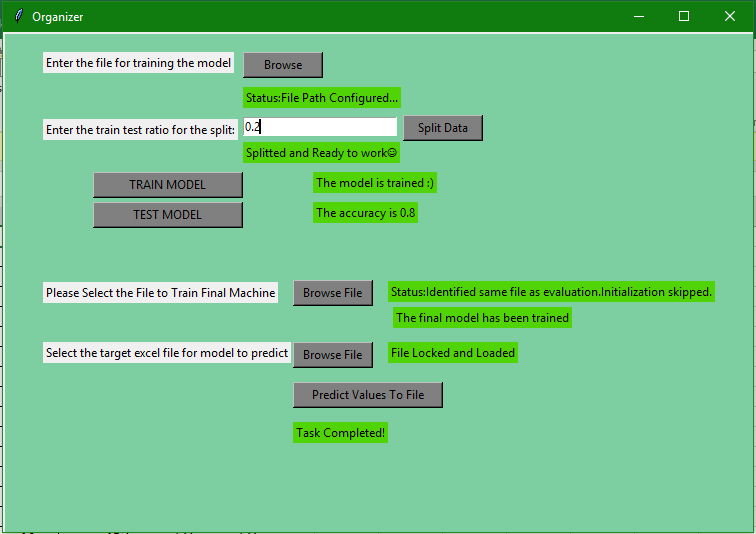 Organizer
Enter the file for training the model
Browse
Status:File Path Configured...
Enter the train test ratio for the split:
0.2
Split Data
Splitted and Ready to work☺
TRAIN MODEL
The model is trained :)
TEST MODEL
The accuracy is 0.8
Please Select the File to Train Final Machine
Browse File
Status:Identified same file as evaluation.Initialization skipped.
The final model has been trained
Select the target excel file for model to predict
Browse File
File Locked and Loaded
Predict Values To File
Task Completed!